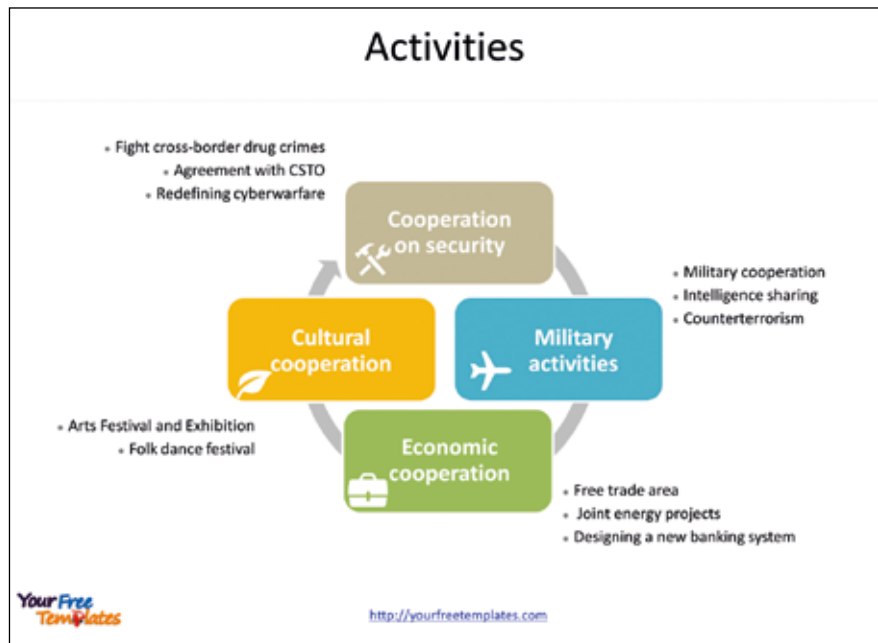 Activities
• Fight cross-border drug crimes
• Agreement with CSTO
• Redefining cyberwarfare
Cooperation
on security
• Military cooperation
• Intelligence sharing
• Counterterrorism
Cultural
cooperation
Military
activities
• Arts Festival and Exhibition
• Folk dance festival
Economic
cooperation
• Free trade area
• Joint energy projects
• Designing a new banking system
Your Free
Templates
http://yourfreetemplates.com